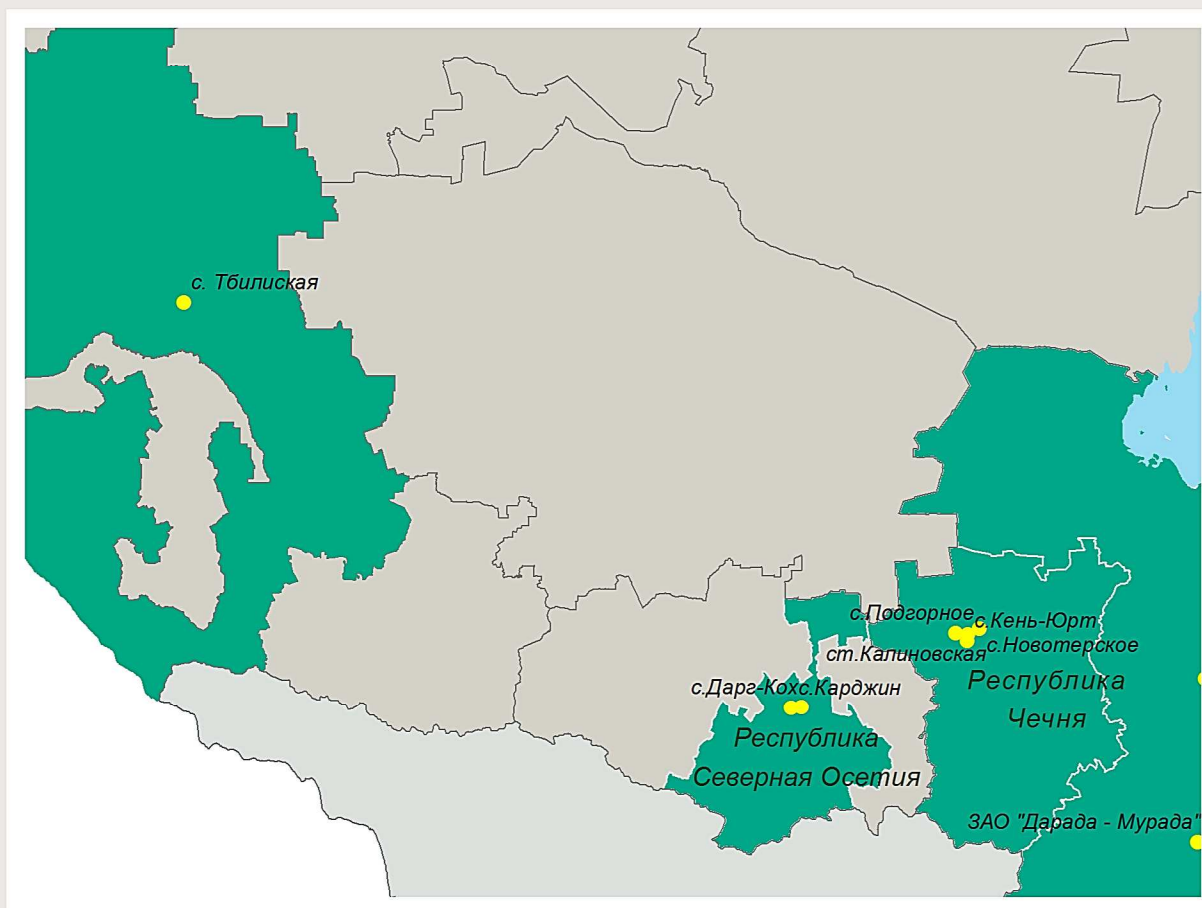 с. Тбилиская
с.Подгорное
с.Кень-Юрт
ст.Калиновская
с.Новотерское
Республика
Чечня
с.Дарг-Кох
с.Карджин
Республика
Северная Осетия
ЗАО "Дарада - Мурада"